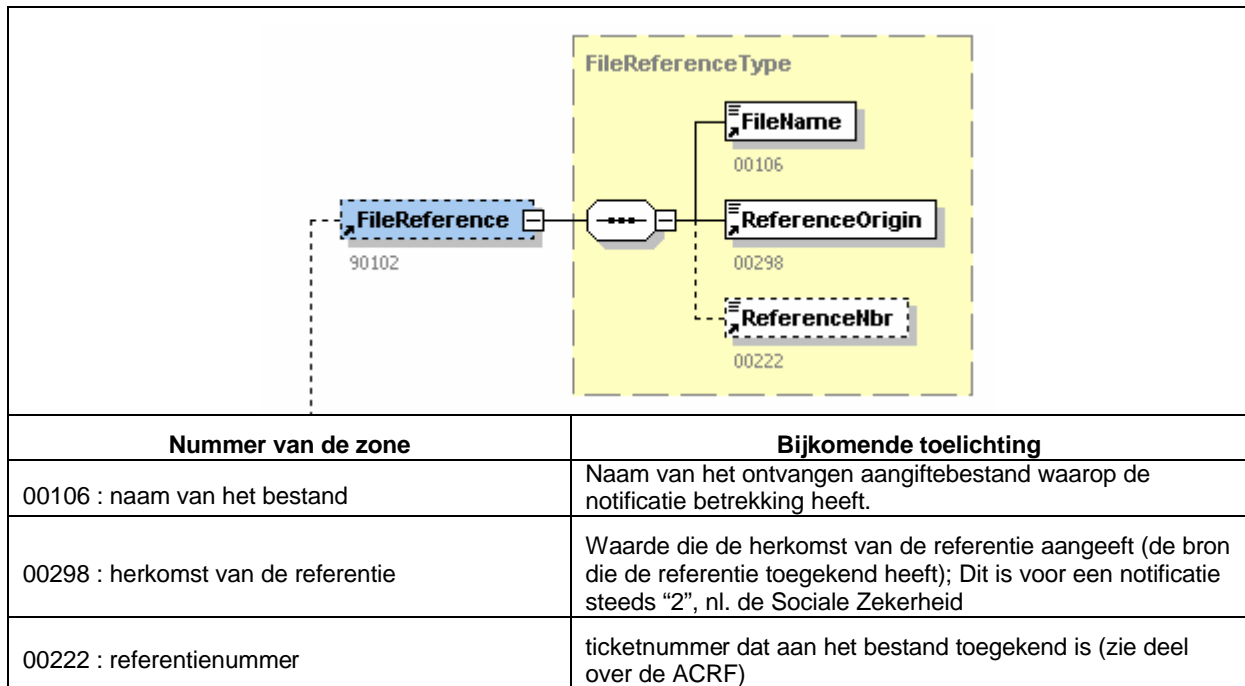 FileReferenceType
FileName
00106
FileReference
90102
ReferenceOrigin
00298
ReferenceNbr
00222
Nummer van de zone
Bijkomende toelichting
00106 : naam van het bestand
Naam van het ontvangen aangiftebestand waarop de
notificatie betrekking heeft.
00298 : herkomst van de referentie
Waarde die de herkomst van de referentie aangeeft (de bron
die de referentie toegekend heeft); Dit is voor een notificatie
steeds “2”, nl. de Sociale Zekerheid
00222 : referentienummer
ticketnummer dat aan het bestand toegekend is (zie deel
over de ACRF)